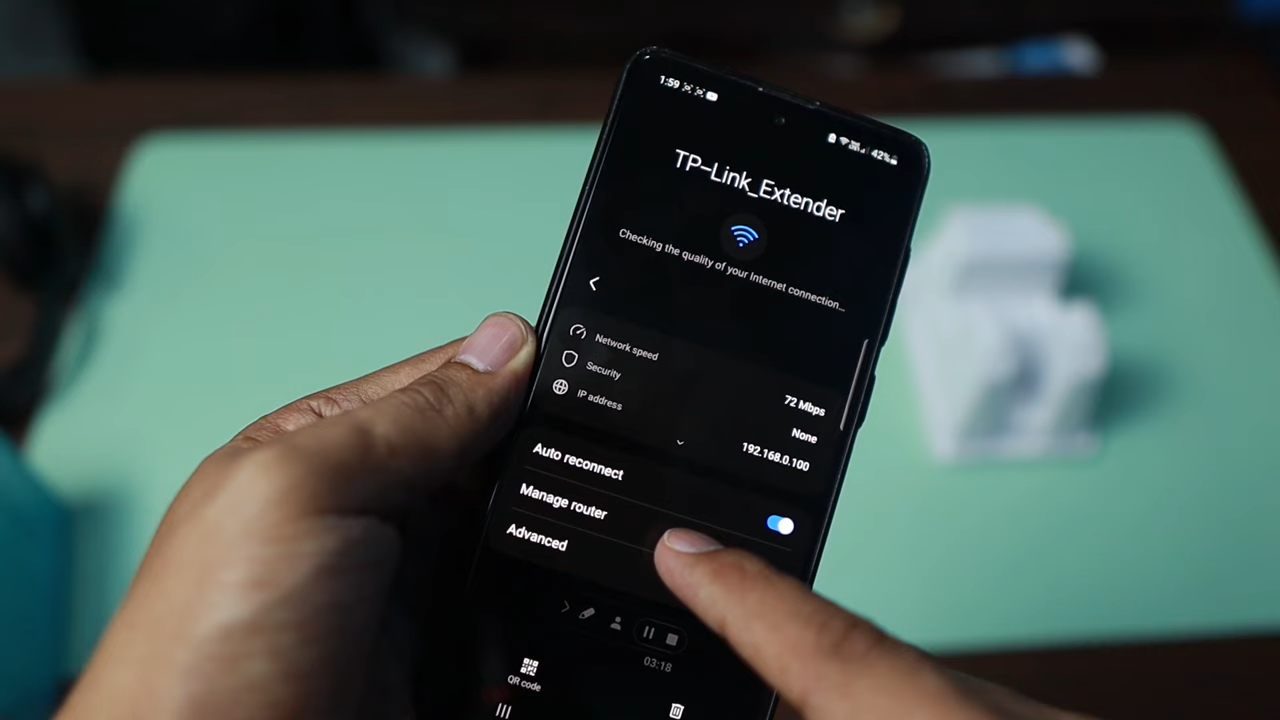 1:59
42%
TP-Link_Extender
Checking the quality of your Internet connection...
Network speed
72 Mbps
Security
None
IP address
192.168.0.100
Auto reconnect
Manage router
Advanced
03:18
QR code